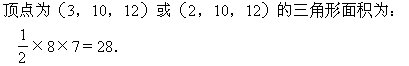 顶点为(3，10，12)或(2，10，12)的三角形面积为：
\frac{1}{2}×8×7=28.